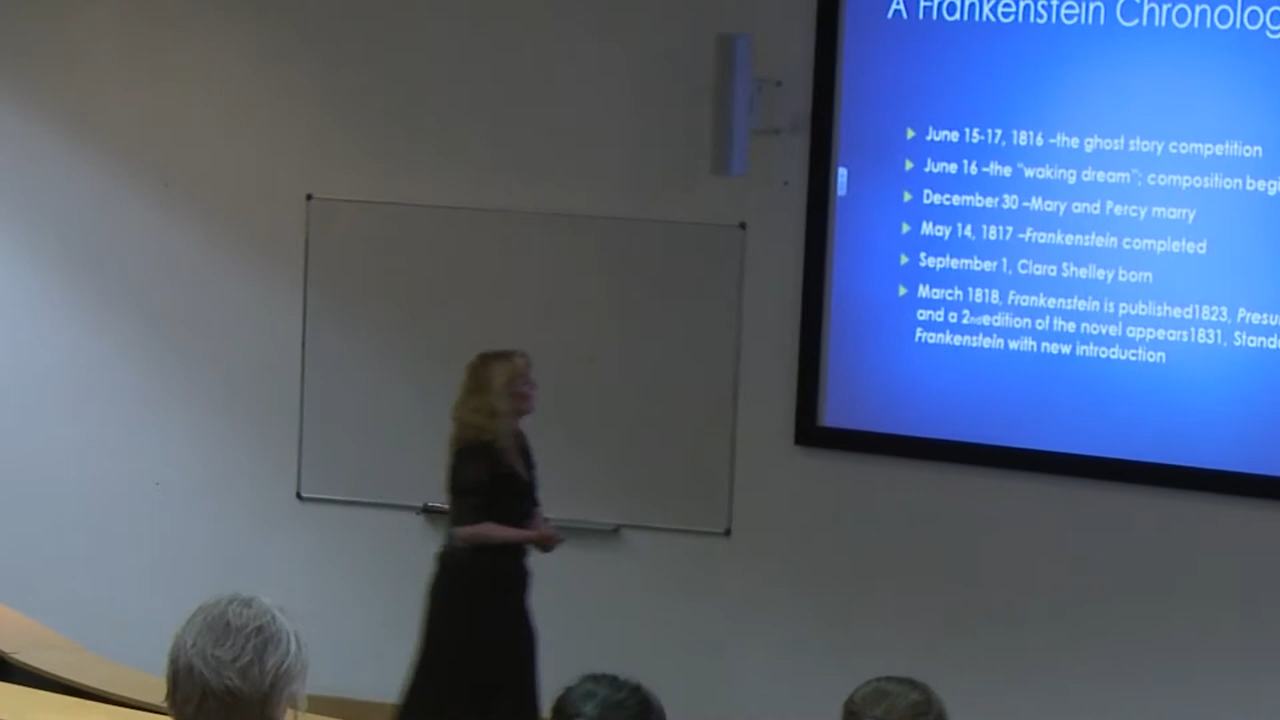 A Frankenstein Chronolog
June 15-17, 1816 –the ghost story competition
June 16 –the "waking dream"; composition begi
December 30 –Mary and Percy marry
May 14, 1817 –Frankenstein completed
September 1, Clara Shelley born
March 1818, Frankenstein is published1823, Presu
and a 2ndedition of the novel appears1831, Standa
Frankenstein with new introduction